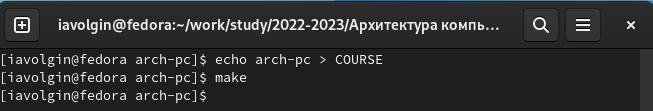 iavolgin@fedora:~/work/study/2022-2023/Архитектура компь...
[iavolgin@fedora arch-pc]$ echo arch-pc > COURSE
[iavolgin@fedora arch-pc]$ make
[iavolgin@fedora arch-pc]$